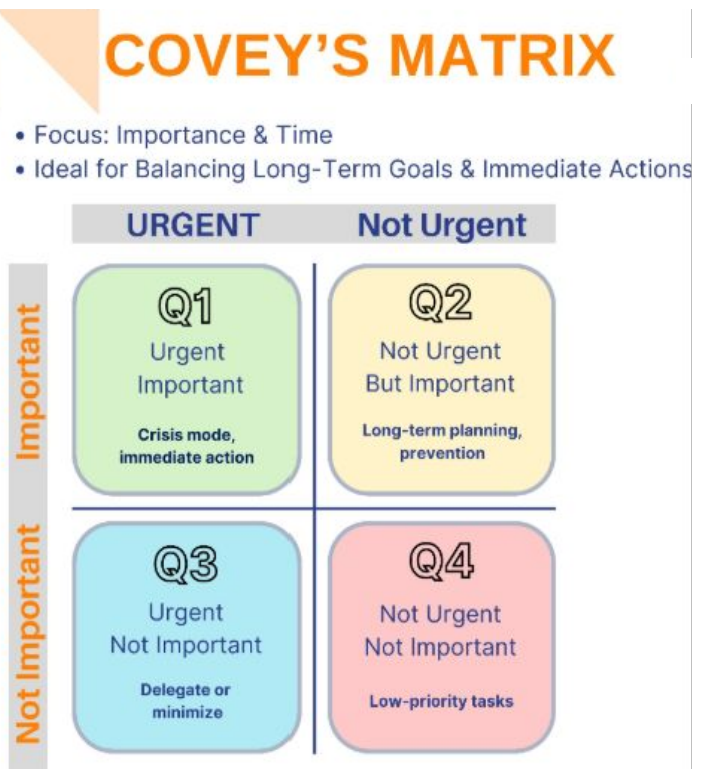 COVEY'S MATRIX
• Focus: Importance & Time
• Ideal for Balancing Long-Term Goals & Immediate Actions
URGENT
Not Urgent
Important
Q1
Urgent
Important
Crisis mode,
immediate action
Q2
Not Urgent
But Important
Long-term planning,
prevention
Not Important
Q3
Urgent
Not Important
Delegate or
minimize
Q4
Not Urgent
Not Important
Low-priority tasks